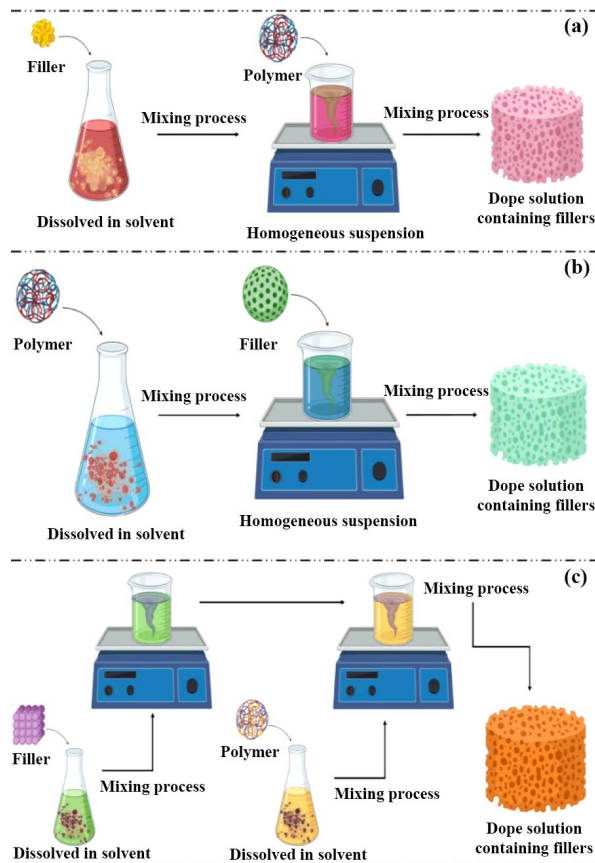 (a)
Filler
Polymer
Mixing process
Mixing process
Dissolved in solvent
Homogeneous suspension
Dope solution
containing fillers
(b)
Polymer
Filler
Mixing process
Mixing process
Dissolved in solvent
Homogeneous suspension
Dope solution
containing fillers
(c)
Mixing process
Filler
Polymer
Mixing process
Mixing process
Dissolved in solvent
Dissolved in solvent
Dope solution
containing fillers